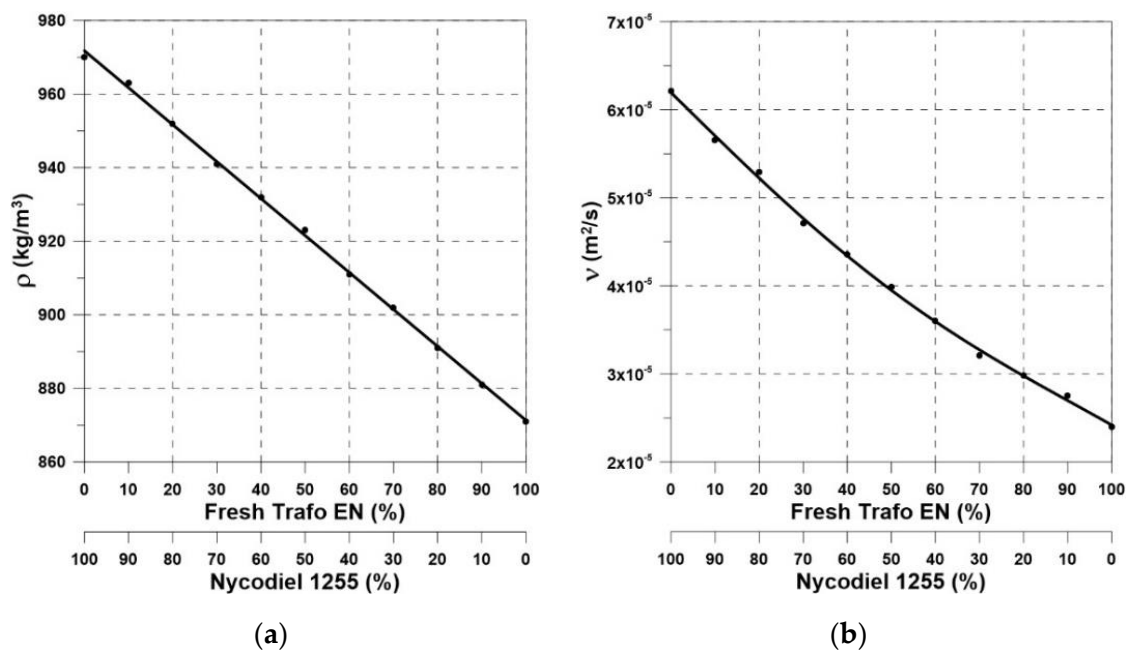 980
960
940
920
900
880
860
ρ (kg/m³)
0 10 20 30 40 50 60 70 80 90 100
Fresh Trafo EN (%)
100 90 80 70 60 50 40 30 20 10 0
Nycodiel 1255 (%)
(a)
7x10⁻⁵
6x10⁻⁵
5x10⁻⁵
4x10⁻⁵
3x10⁻⁵
2x10⁻⁵
ν (m²/s)
0 10 20 30 40 50 60 70 80 90 100
Fresh Trafo EN (%)
100 90 80 70 60 50 40 30 20 10 0
Nycodiel 1255 (%)
(b)